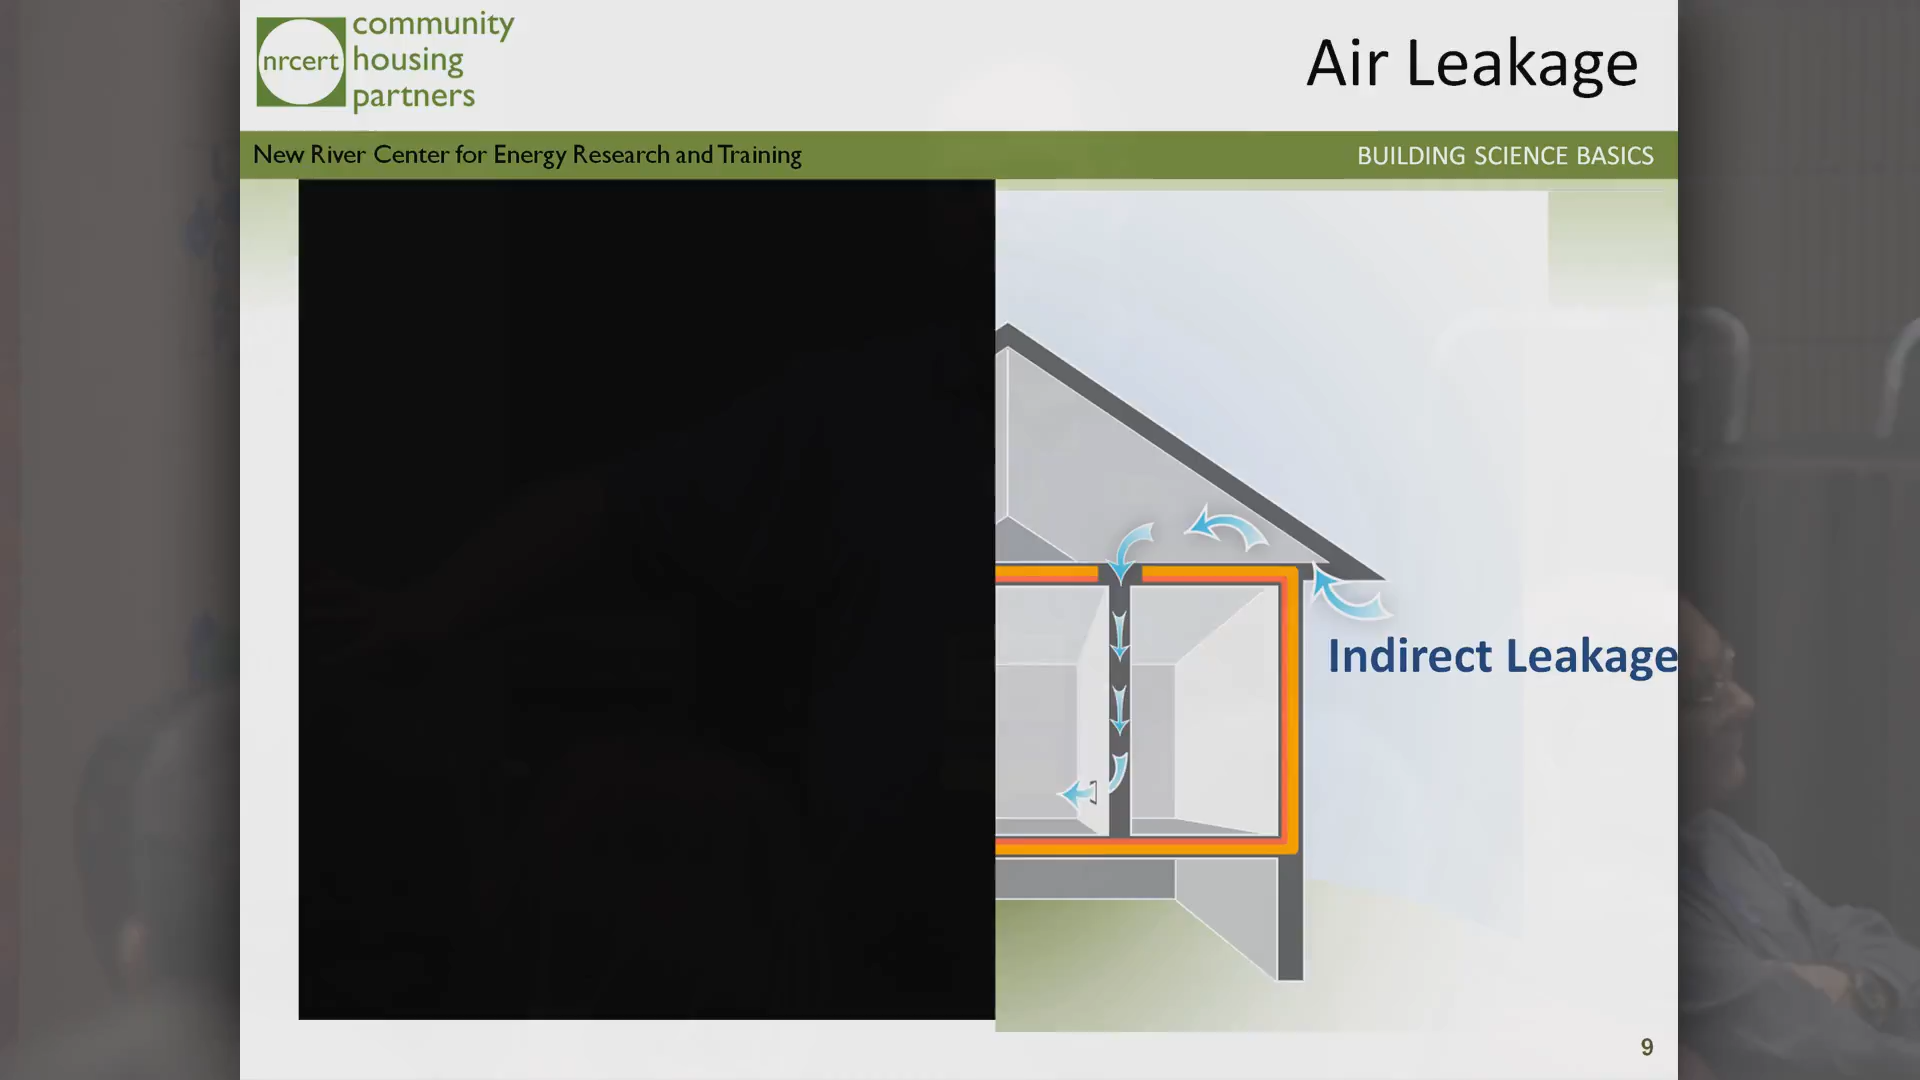 nrcert
community
housing
partners
Air Leakage
New River Center for Energy Research and Training
BUILDING SCIENCE BASICS
Indirect Leakage
9